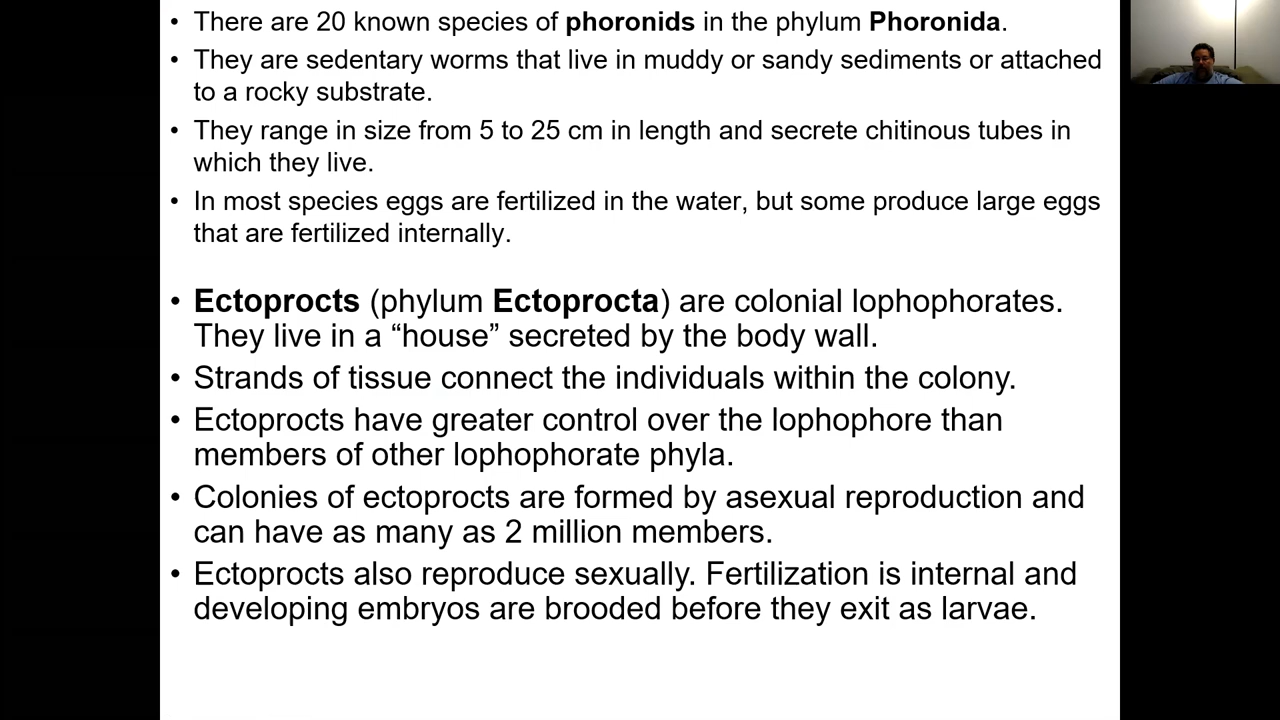 • There are 20 known species of phoronids in the phylum Phoronida.
• They are sedentary worms that live in muddy or sandy sediments or attached
to a rocky substrate.
• They range in size from 5 to 25 cm in length and secrete chitinous tubes in
which they live.
• In most species eggs are fertilized in the water, but some produce large eggs
that are fertilized internally.
• Ectoprocts (phylum Ectoprocta) are colonial lophophorates.
They live in a “house” secreted by the body wall.
• Strands of tissue connect the individuals within the colony.
• Ectoprocts have greater control over the lophophore than
members of other lophophorate phyla.
• Colonies of ectoprocts are formed by asexual reproduction and
can have as many as 2 million members.
• Ectoprocts also reproduce sexually. Fertilization is internal and
developing embryos are brooded before they exit as larvae.